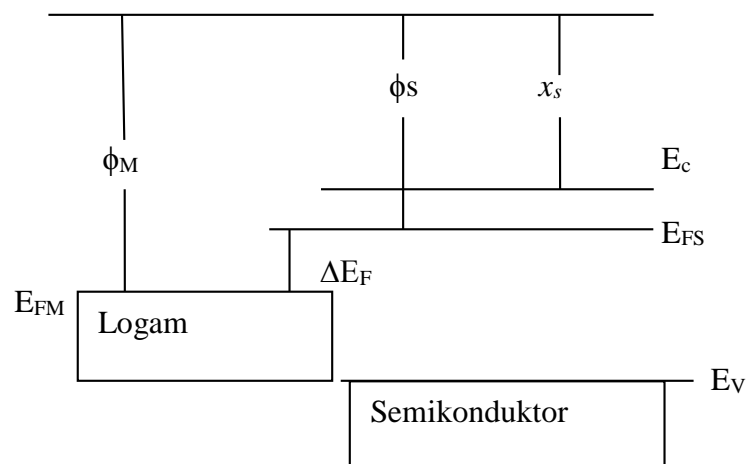 ϕs
xₛ
ϕM
Ec
EFS
ΔEF
EFM
Logam
EV
Semikonduktor